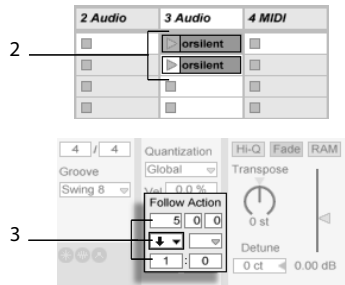 2 Audio 3 Audio 4 MIDI
2
orsilent
orsilent
4 / 4 Quantization Hi-Q Fade RAM
Groove Global Transpose
Swing 8 Vel 0.0 %
Follow Action
5 0 0 0 st
3
Detune
1 : 0 0 ct 0.00 dB